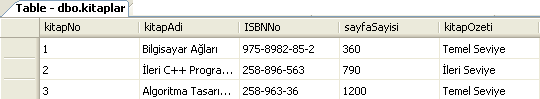 Table - dbo.kitaplar
kitapNo kitapAdi ISBNNo sayfaSayisi kitapOzeti
1 Bilgisayar Ağları 975-8982-85-2 360 Temel Seviye
2 İleri C++ Progra... 258-896-563 790 İleri Seviye
3 Algoritma Tasarı... 258-963-36 1200 Temel Seviye